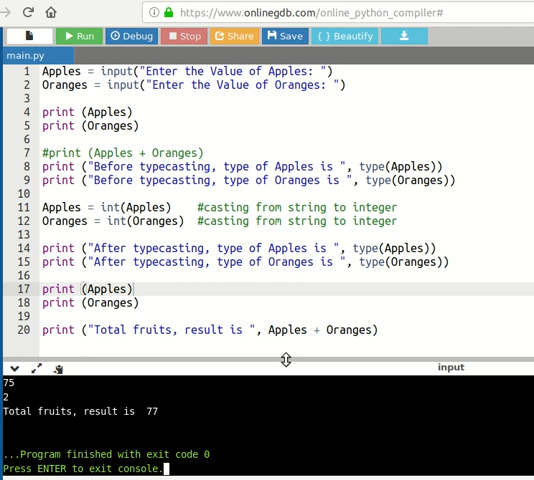 https://www.onlinegdb.com/online_python_compiler#
Run Debug Stop Share Save { } Beautify
main.py
1 Apples = input("Enter the Value of Apples: ")
2 Oranges = input("Enter the Value of Oranges: ")
3
4 print (Apples)
5 print (Oranges)
6
7 #print (Apples + Oranges)
8 print ("Before typecasting, type of Apples is ", type(Apples))
9 print ("Before typecasting, type of Oranges is ", type(Oranges))
10
11 Apples = int(Apples)    #casting from string to integer
12 Oranges = int(Oranges)  #casting from string to integer
13
14 print ("After typecasting, type of Apples is ", type(Apples))
15 print ("After typecasting, type of Oranges is ", type(Oranges))
16
17 print (Apples)
18 print (Oranges)
19
20 print ("Total fruits, result is ", Apples + Oranges)
input
75
2
Total fruits, result is  77
...Program finished with exit code 0
Press ENTER to exit console.